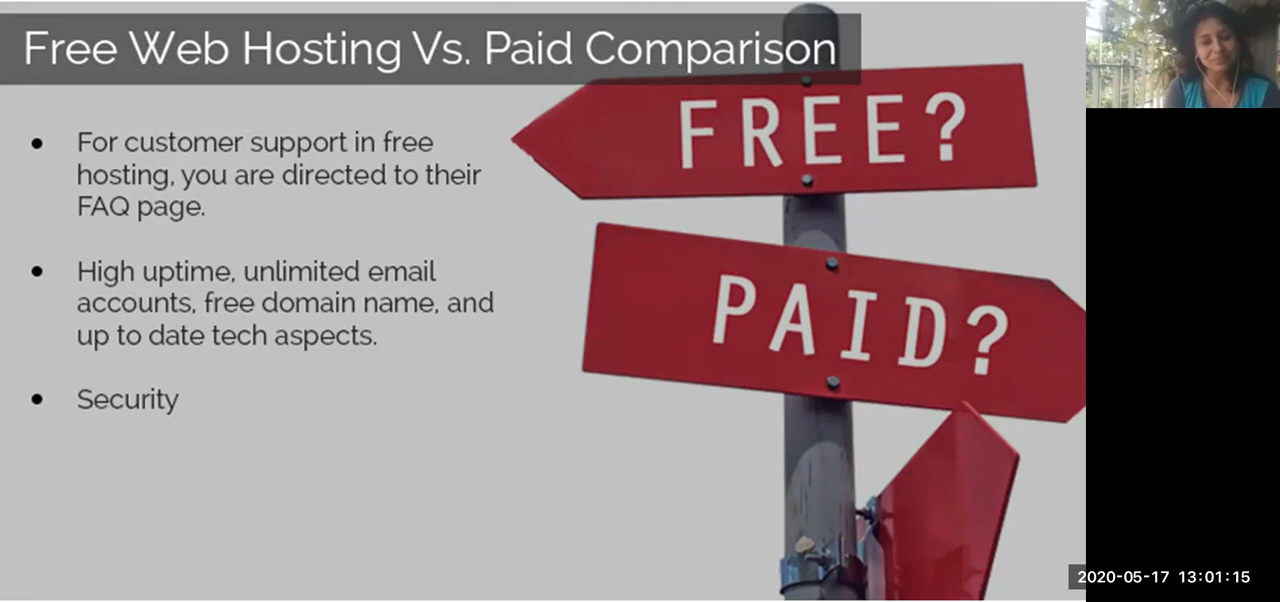 Free Web Hosting Vs. Paid Comparison
FREE?
For customer support in free
hosting, you are directed to their
FAQ page.
PAID?
High uptime, unlimited email
accounts, free domain name, and
up to date tech aspects.
Security
2020-05-17 13:01:15